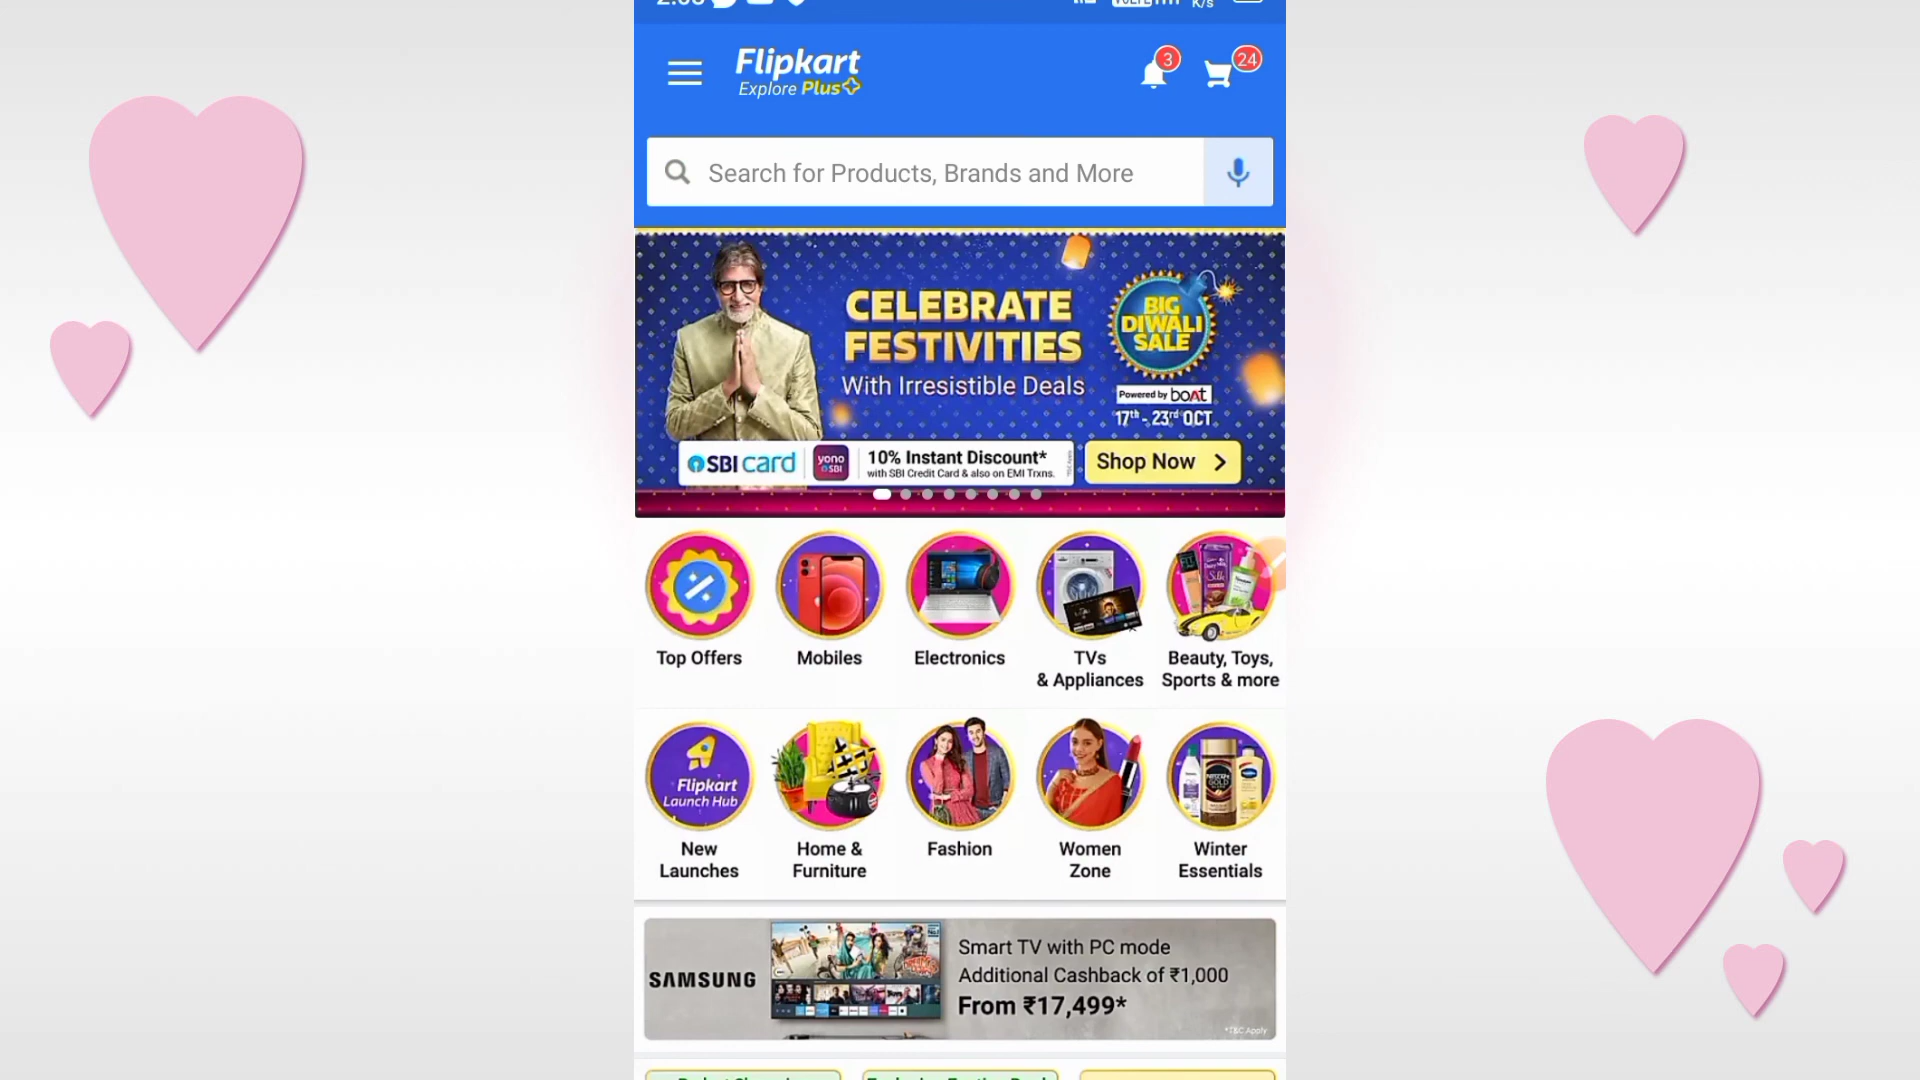 K/s
Flipkart
Explore Plus
3
24
Search for Products, Brands and More
CELEBRATE
FESTIVITIES
With Irresistible Deals
BIG
DIWALI
SALE
Powered by boAt
17th - 23rd OCT
SBI card
yono
SBI
10% Instant Discount*
with SBI Credit Card & also on EMI Trxns.
Shop Now
Top Offers
Mobiles
Electronics
TVs
& Appliances
Beauty, Toys,
Sports & more
Flipkart
Launch Hub
New
Launches
Home &
Furniture
Fashion
Women
Zone
Winter
Essentials
SAMSUNG
Smart TV with PC mode
Additional Cashback of ₹1,000
From ₹17,499*
*T&C Apply